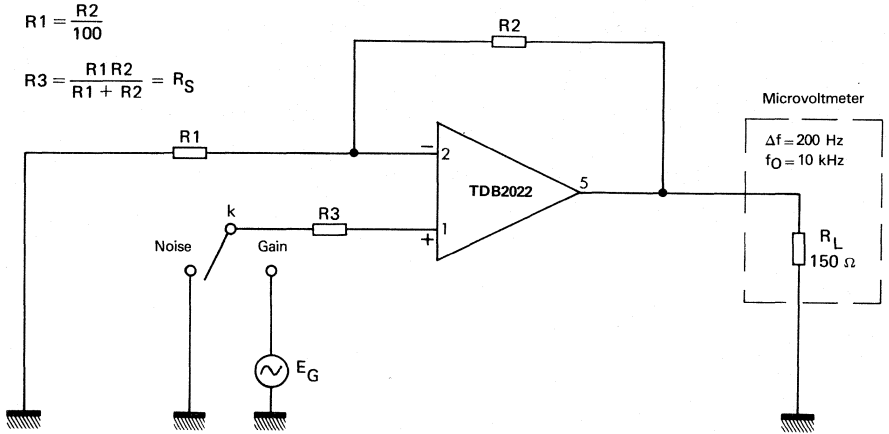 R1 = R2 / 100
R3 = R1 R2 / R1 + R2 = RS
R2
R1
− 2
TDB2022
5
1
+
R3
k
Noise
Gain
EG
Microvoltmeter
Δf = 200 Hz
fO = 10 kHz
RL
150 Ω